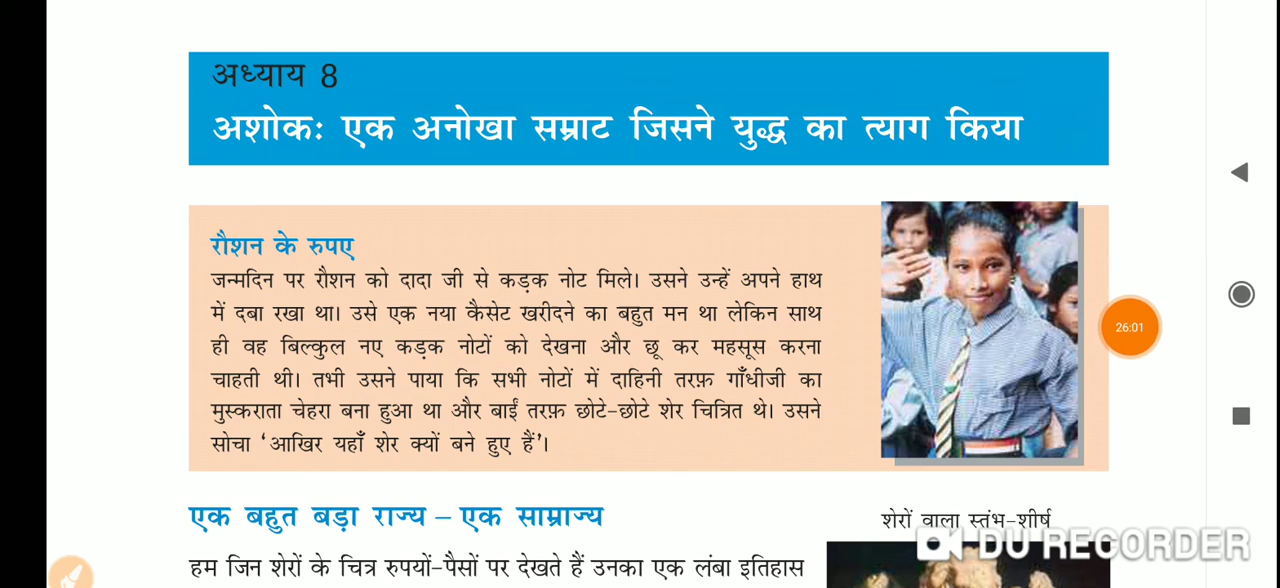 अध्याय 8
अशोकः एक अनोखा सम्राट जिसने युद्ध का त्याग किया
रौशन के रुपए
जन्मदिन पर रौशन को दादा जी से कड़क नोट मिले। उसने उन्हें अपने हाथ
में दबा रखा था। उसे एक नया कैसेट खरीदने का बहुत मन था लेकिन साथ
ही वह बिल्कुल नए कड़क नोटों को देखना और छू कर महसूस करना
चाहती थी। तभी उसने पाया कि सभी नोटों में दाहिनी तरफ़ गाँधीजी का
मुस्कराता चेहरा बना हुआ था और बाईं तरफ़ छोटे-छोटे शेर चित्रित थे। उसने
सोचा ‘आखिर यहाँ शेर क्यों बने हुए हैं’।
26:01
एक बहुत बड़ा राज्य – एक साम्राज्य
हम जिन शेरों के चित्र रुपयों-पैसों पर देखते हैं उनका एक लंबा इतिहास
शेरों वाला स्तंभ-शीर्ष
DU RECORDER